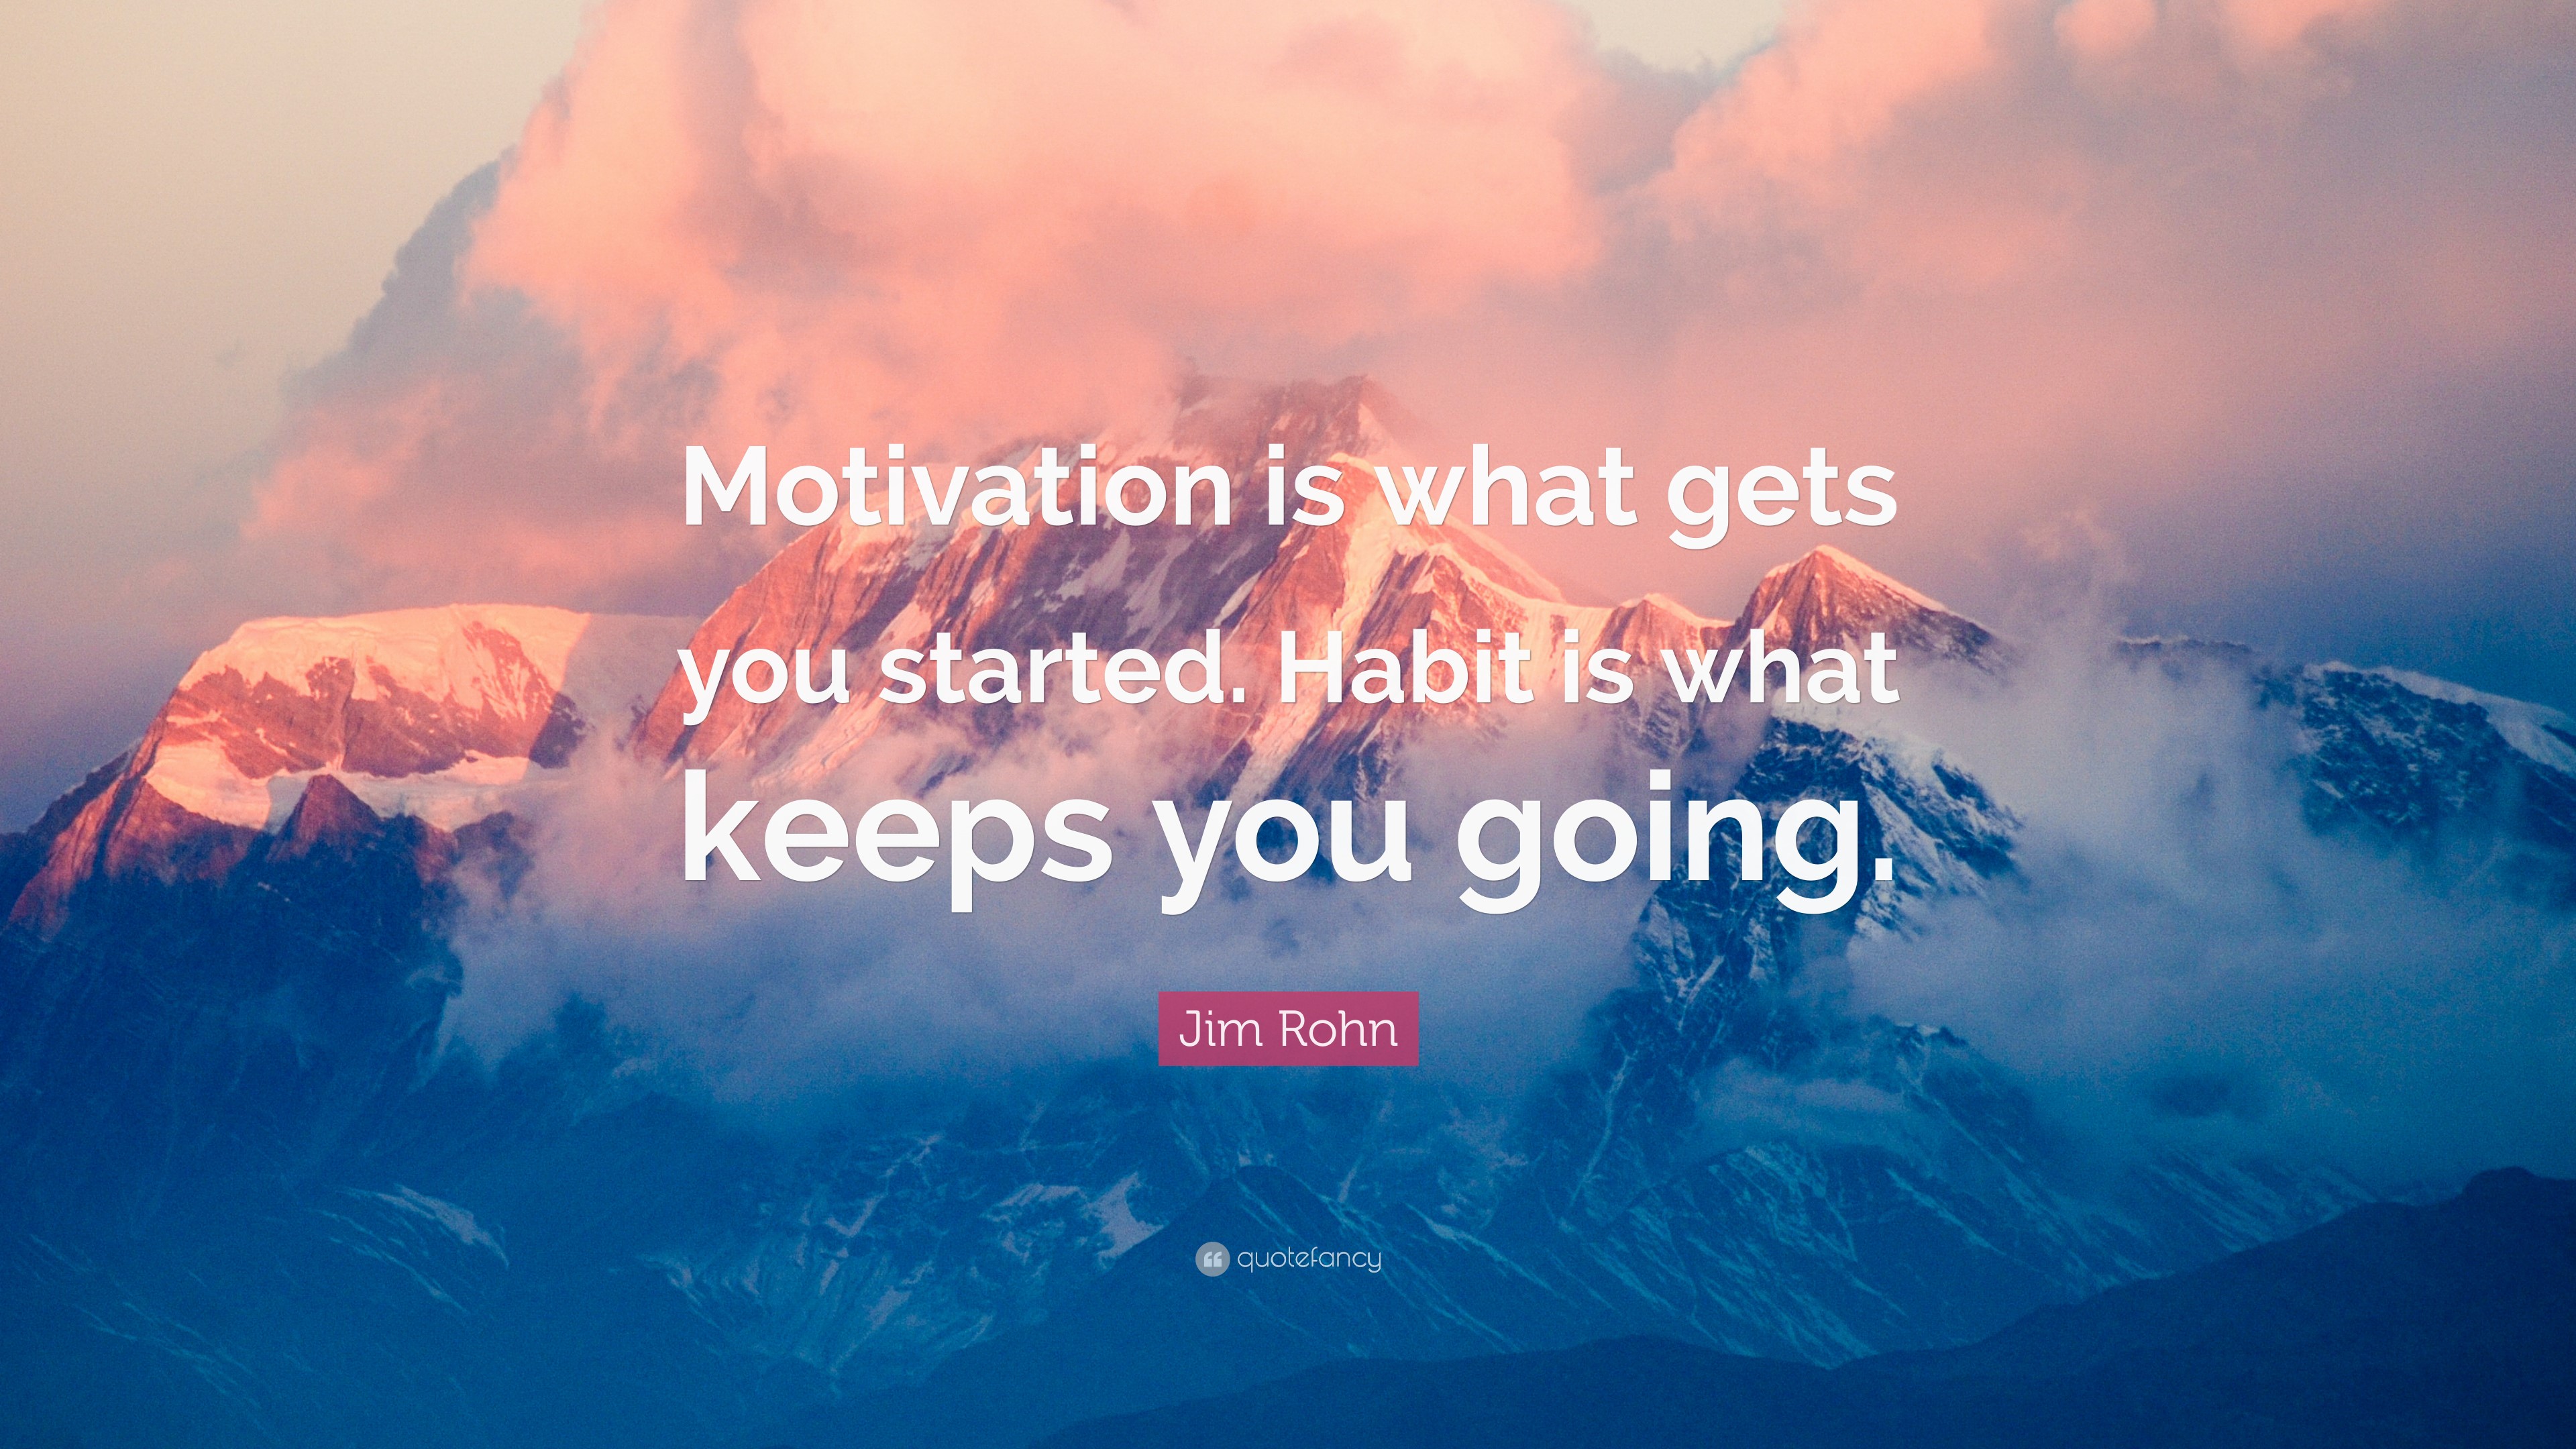 Motivation is what gets
you started. Habit is what
keeps you going.
Jim Rohn
quotefancy